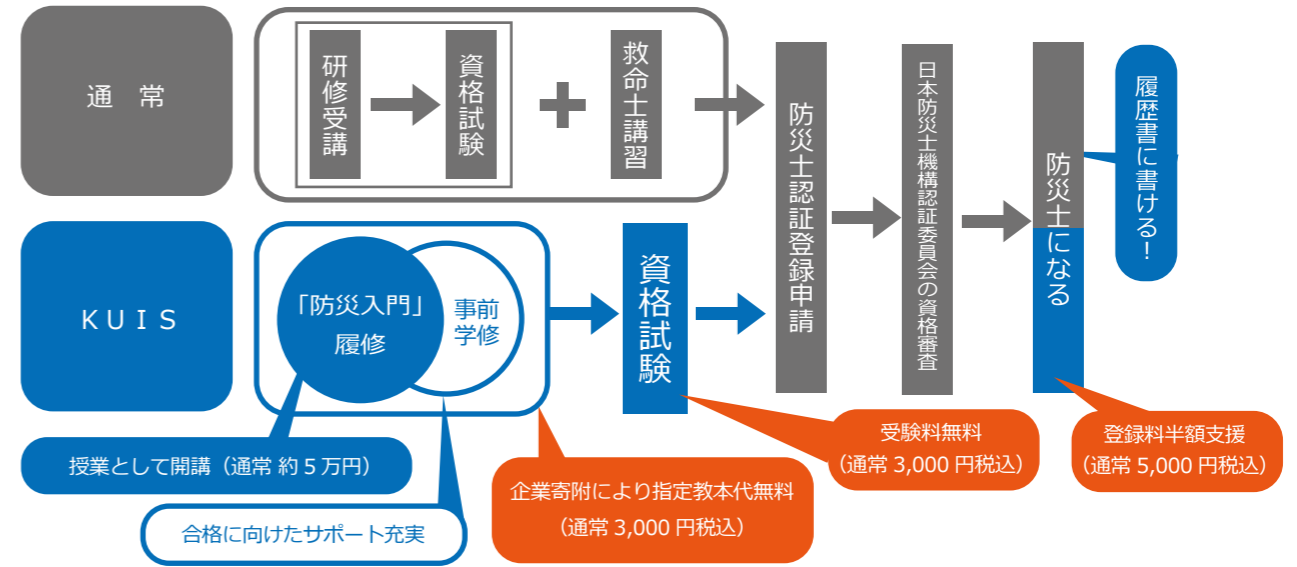 通 常
研修受講
資格試験
救命士講習
防災士認証登録申請
日本防災士機構認証委員会の資格審査
防災士になる
履歴書に書ける!
KUIS
「防災入門」
履修
事前
学修
資格試験
授業として開講(通常 約5万円)
合格に向けたサポート充実
企業寄附により指定教本代無料
(通常 3,000 円税込)
受験料無料
(通常 3,000 円税込)
登録料半額支援
(通常 5,000 円税込)